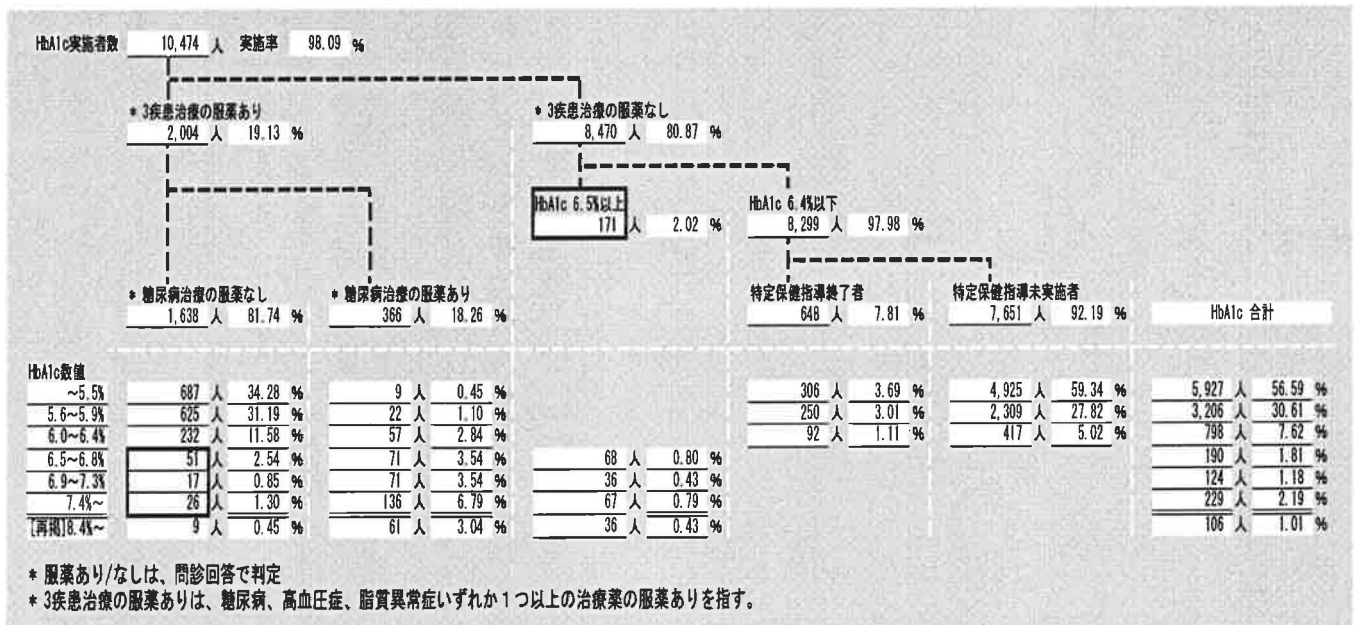 HbA1c実施者数 10,474 人 実施率 98.09 %
* 3疾患治療の服薬あり * 3疾患治療の服薬なし
2,004 人 19.13 % 8,470 人 80.87 %
HbA1c 6.5%以上 HbA1c 6.4%以下
171 人 2.02 % 8,299 人 97.98 %
* 糖尿病治療の服薬なし * 糖尿病治療の服薬あり 特定保健指導終了者 特定保健指導未実施者
1,638 人 81.74 % 366 人 18.26 % 648 人 7.81 % 7,651 人 92.19 % HbA1c 合計
HbA1c数値
~5.5% 687 人 34.28 % 9 人 0.45 % 306 人 3.69 % 4,925 人 59.34 % 5,927 人 56.59 %
5.6~5.9% 625 人 31.19 % 22 人 1.10 % 250 人 3.01 % 2,309 人 27.82 % 3,206 人 30.61 %
6.0~6.4% 232 人 11.58 % 57 人 2.84 % 92 人 1.11 % 417 人 5.02 % 798 人 7.62 %
6.5~6.8% 51 人 2.54 % 71 人 3.54 % 68 人 0.80 % 190 人 1.81 %
6.9~7.3% 17 人 0.85 % 71 人 3.54 % 36 人 0.43 % 124 人 1.18 %
7.4%~ 26 人 1.30 % 136 人 6.79 % 67 人 0.79 % 229 人 2.19 %
[再掲]8.4%~ 9 人 0.45 % 61 人 3.04 % 36 人 0.43 % 106 人 1.01 %
* 服薬あり/なしは、問診回答で判定
* 3疾患治療の服薬ありは、糖尿病、高血圧症、脂質異常症いずれか1つ以上の治療薬の服薬ありを指す。